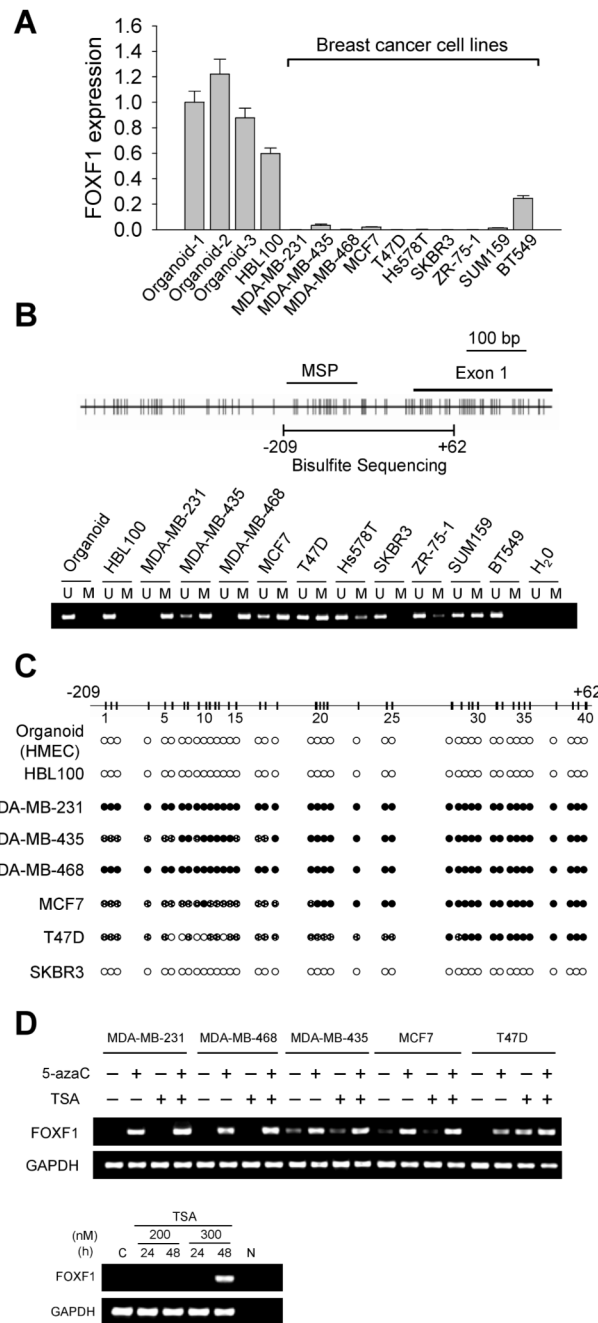 A
FOXF1 expression
1.6
1.4
1.2
1.0
0.8
0.6
0.4
0.2
0.0
Breast cancer cell lines
Organoid-1
Organoid-2
Organoid-3
HBL100
MDA-MB-231
MDA-MB-435
MDA-MB-468
MCF7
T47D
Hs578T
SKBR3
ZR-75-1
SUM159
BT549
B
100 bp
MSP
Exon 1
-209
+62
Bisulfite Sequencing
Organoid
HBL100
MDA-MB-231
MDA-MB-435
MDA-MB-468
MCF7
T47D
Hs578T
SKBR3
ZR-75-1
SUM159
BT549
H20
U M U M U M U M U M U M U M U M U M U M U M U M U M
C
-209
+62
1 5 10 15 20 25 30 35 40
Organoid
(HMEC)
HBL100
DA-MB-231
DA-MB-435
DA-MB-468
MCF7
T47D
SKBR3
D
MDA-MB-231 MDA-MB-468 MDA-MB-435 MCF7 T47D
5-azaC — + — + — + — + — + — + — + — + — + — +
TSA — — + + — — + + — — + + — — + + — — + +
FOXF1
GAPDH
TSA
(nM) 200 300
(h) C 24 48 24 48 N
FOXF1
GAPDH